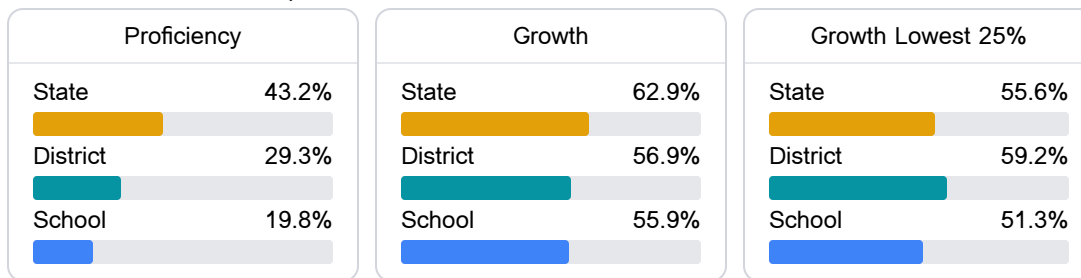 Proficiency
State 43.2%
District 29.3%
School 19.8%
Growth
State 62.9%
District 56.9%
School 55.9%
Growth Lowest 25%
State 55.6%
District 59.2%
School 51.3%